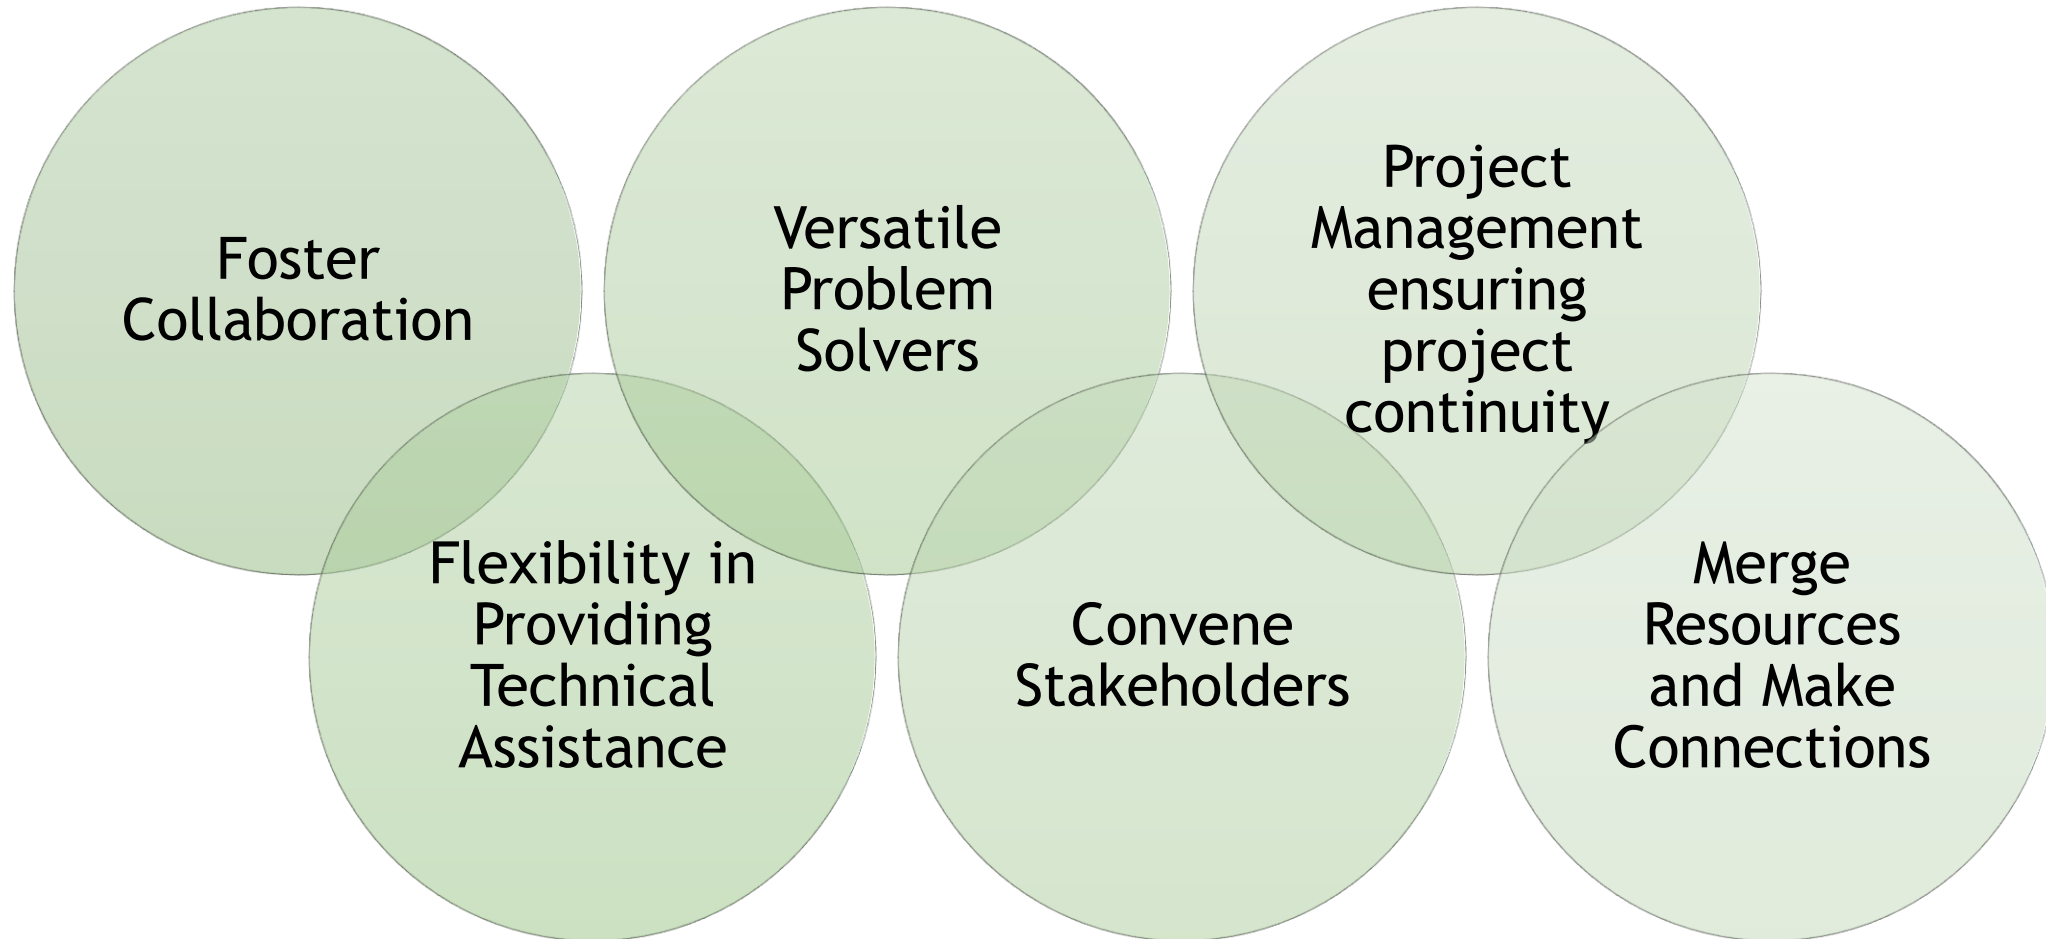 Foster
Collaboration
Flexibility in
Providing
Technical
Assistance
Versatile
Problem
Solvers
Convene
Stakeholders
Project
Management
ensuring
project
continuity
Merge
Resources
and Make
Connections